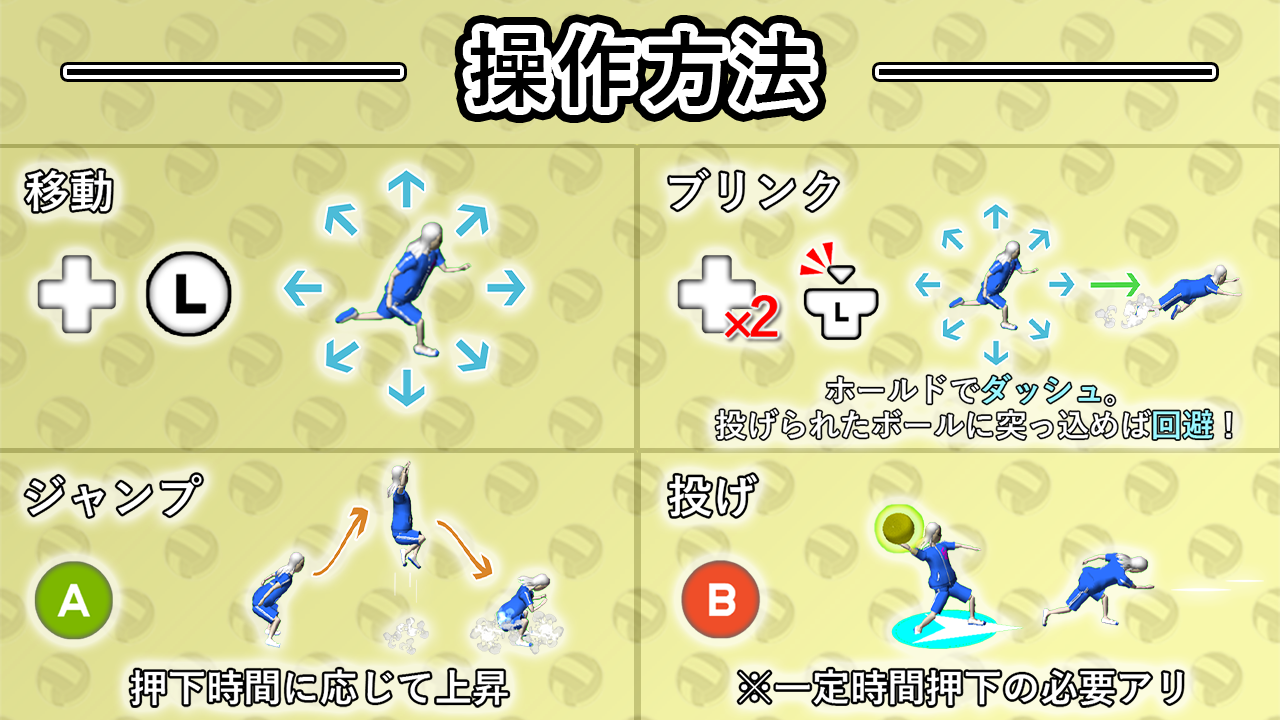 操作方法
移動
L
ブリンク
×2
L
ホールドでダッシュ。
投げられたボールに突っ込めば回避！
ジャンプ
A
押下時間に応じて上昇
投げ
B
※一定時間押下の必要アリ